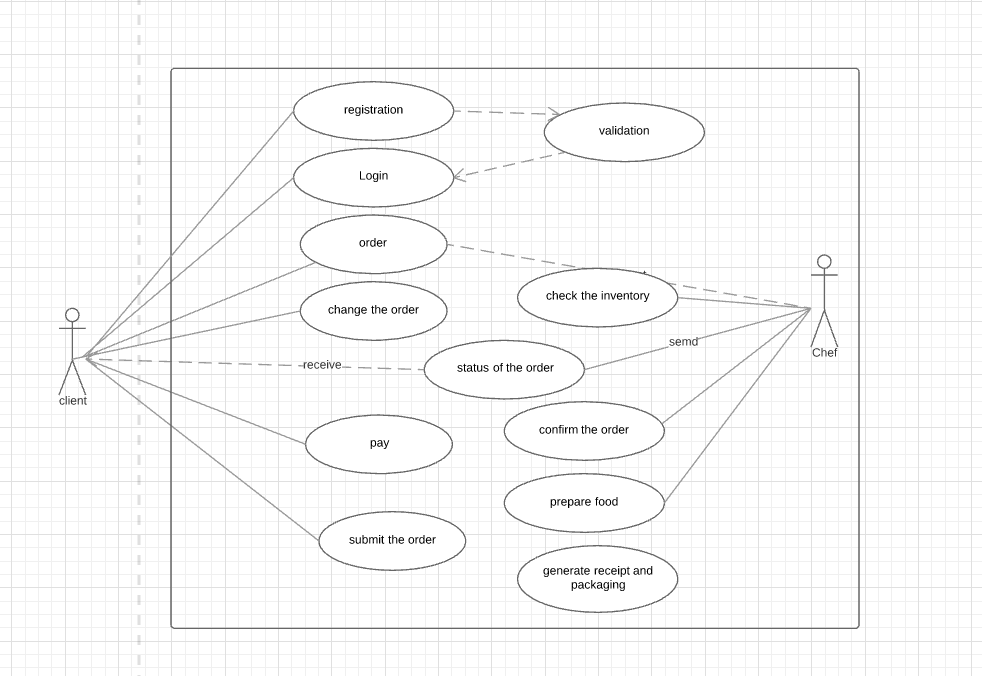 registration
validation
Login
order
check the inventory
change the order
semd
Chef
receive
status of the order
client
confirm the order
pay
prepare food
submit the order
generate receipt and
packaging